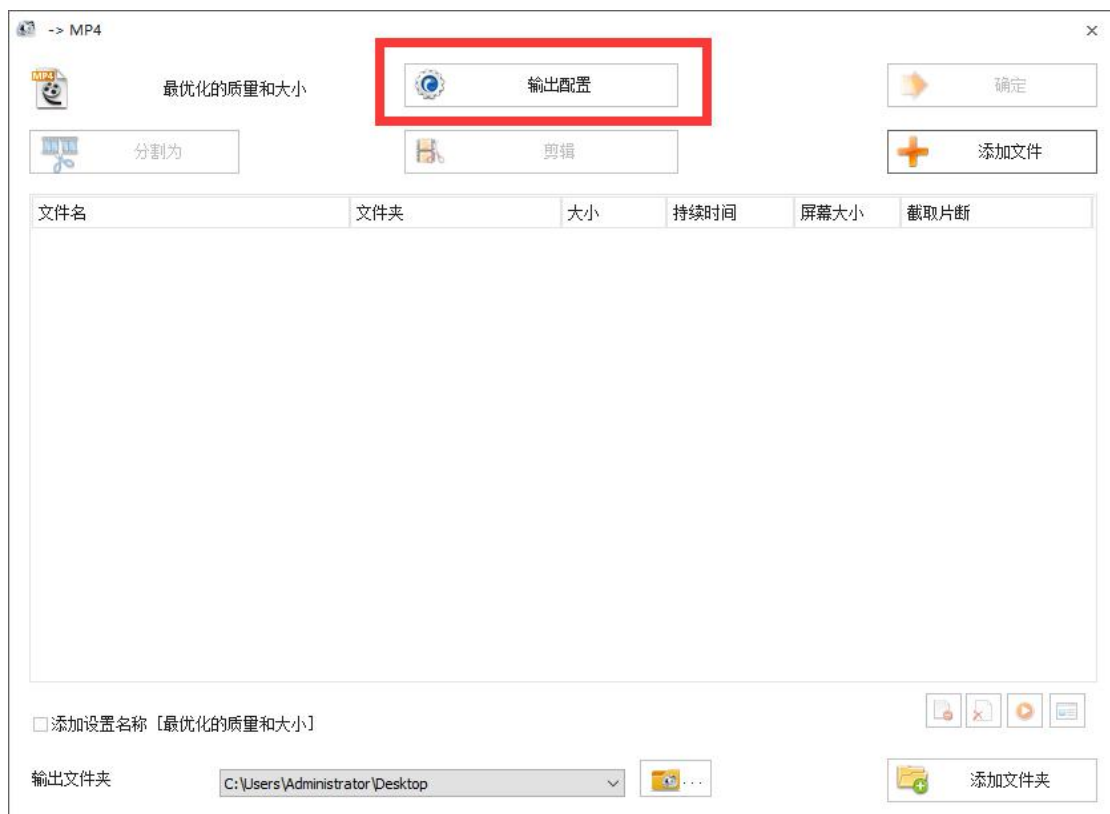 -> MP4
MP4
最优化的质量和大小
输出配置
确定
分割为
剪辑
添加文件
文件名 文件夹 大小 持续时间 屏幕大小 截取片断
添加设置名称 [最优化的质量和大小]
输出文件夹 C:\Users\Administrator\Desktop ... 添加文件夹